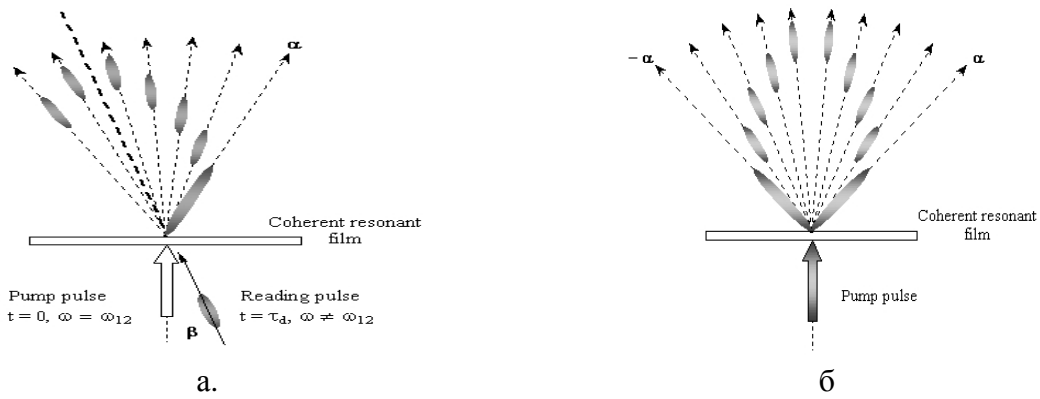 α
Coherent resonant
film
Pump pulse
t = 0, ω = ω12
Reading pulse
t = τd, ω ≠ ω12
β
а.
- α
α
Coherent resonant
film
Pump pulse
б